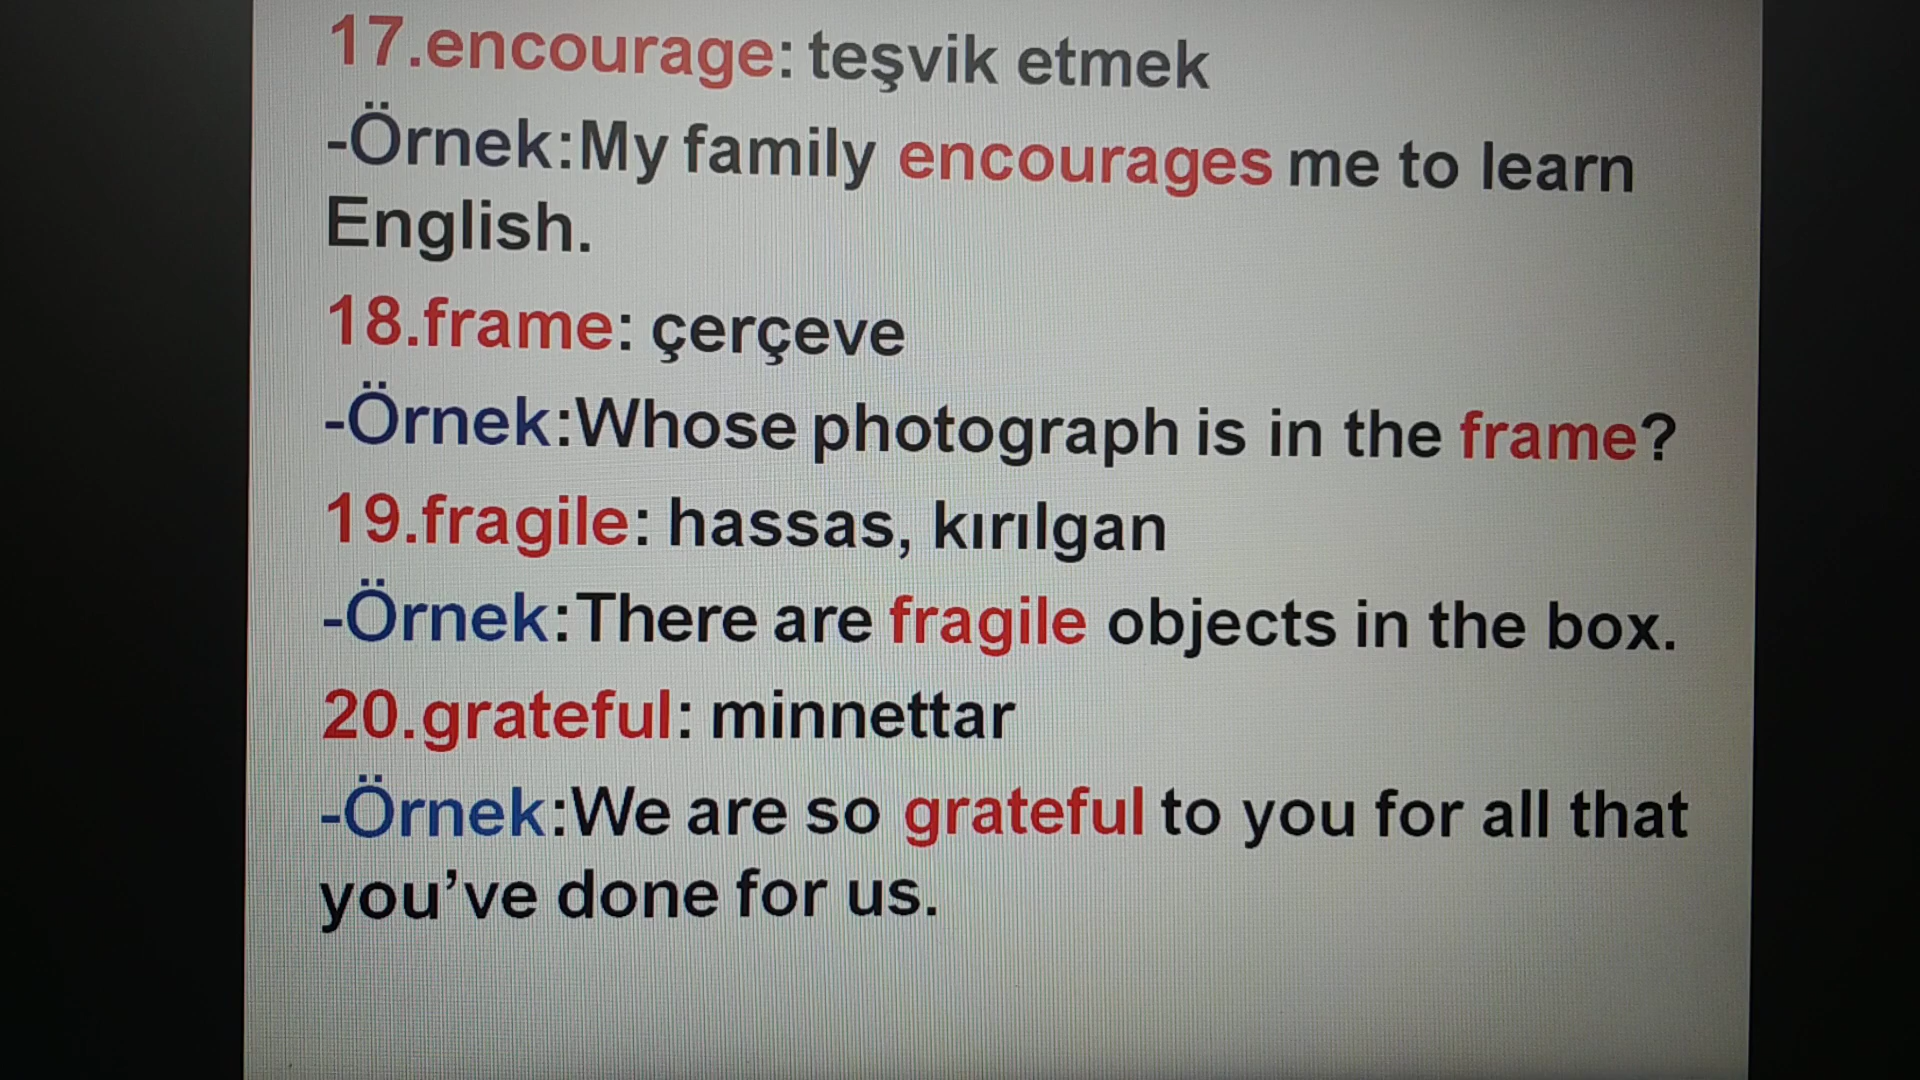 17.encourage: teşvik etmek
-Örnek:My family encourages me to learn
English.
18.frame: çerçeve
-Örnek:Whose photograph is in the frame?
19.fragile: hassas, kırılgan
-Örnek:There are fragile objects in the box.
20.grateful: minnettar
-Örnek:We are so grateful to you for all that
you’ve done for us.